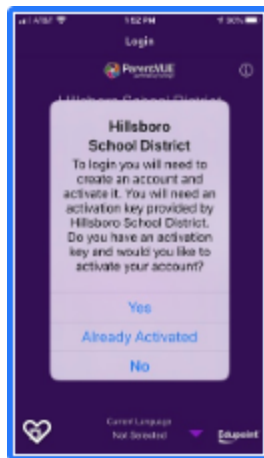 AT&T 1:52 PM 90%
Login
ParentVUE
Hillsboro School District
Hillsboro
School District
To login you will need to
create an account and
activate it. You will need an
activation key provided by
Hillsboro School District.
Do you have an activation
key and would you like to
activate your account?
Yes
Already Activated
No
Current Language
Not Selected
Edupoint